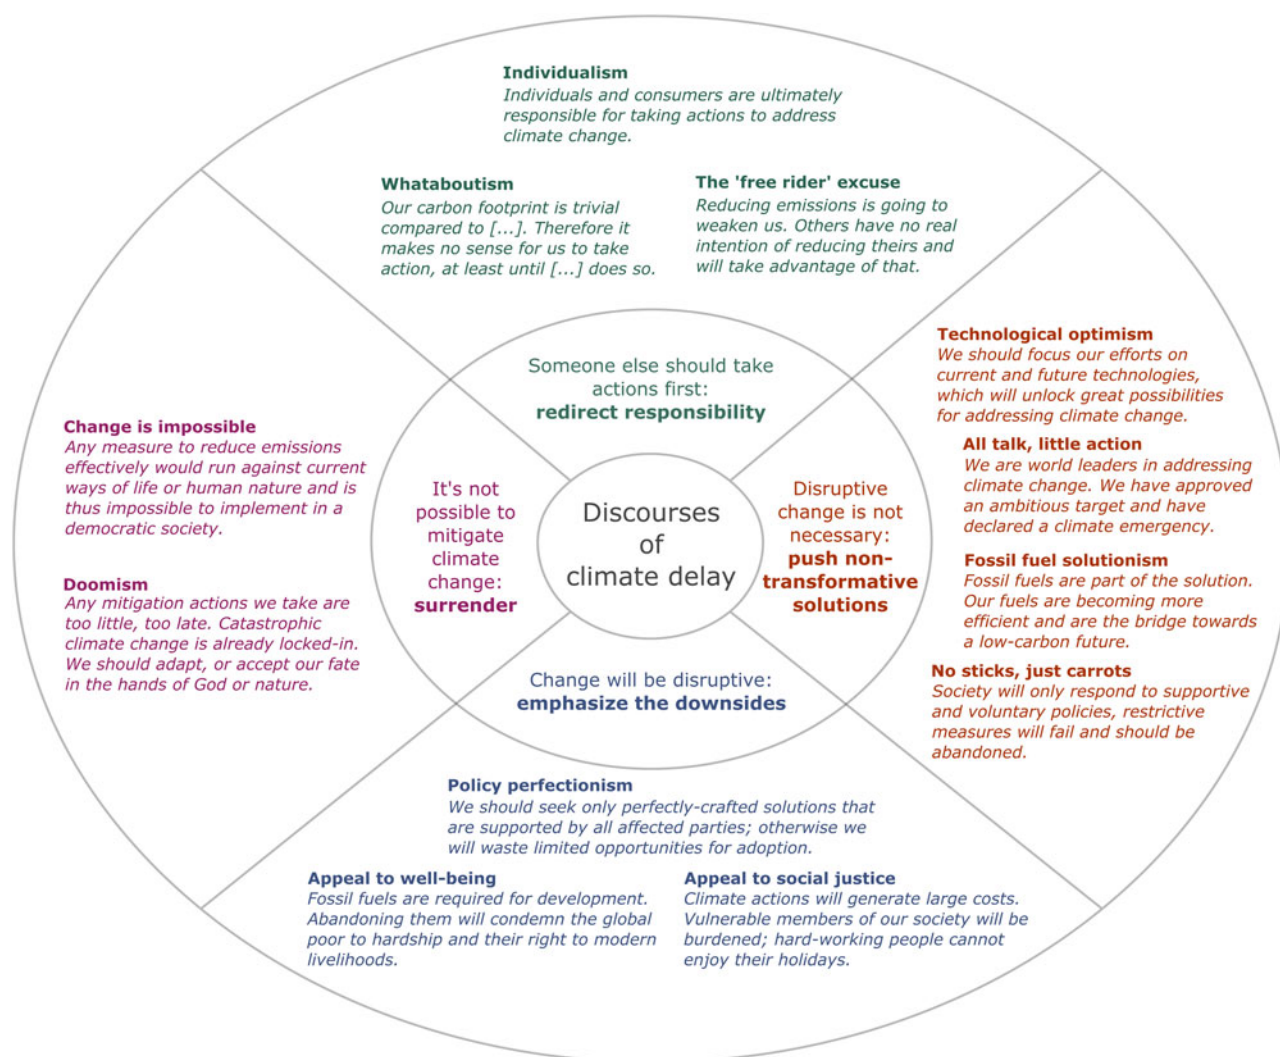 Individualism
Individuals and consumers are ultimately
responsible for taking actions to address
climate change.
Whataboutism
Our carbon footprint is trivial
compared to [...]. Therefore it
makes no sense for us to take
action, at least until [...] does so.
The 'free rider' excuse
Reducing emissions is going to
weaken us. Others have no real
intention of reducing theirs and
will take advantage of that.
Someone else should take
actions first:
redirect responsibility
Technological optimism
We should focus our efforts on
current and future technologies,
which will unlock great possibilities
for addressing climate change.
All talk, little action
We are world leaders in addressing
climate change. We have approved
an ambitious target and have
declared a climate emergency.
Fossil fuel solutionism
Fossil fuels are part of the solution.
Our fuels are becoming more
efficient and are the bridge towards
a low-carbon future.
No sticks, just carrots
Society will only respond to supportive
and voluntary policies, restrictive
measures will fail and should be
abandoned.
Disruptive
change is not
necessary:
push non-
transformative
solutions
Discourses
of
climate delay
It's not
possible to
mitigate
climate
change:
surrender
Change is impossible
Any measure to reduce emissions
effectively would run against current
ways of life or human nature and is
thus impossible to implement in a
democratic society.
Doomism
Any mitigation actions we take are
too little, too late. Catastrophic
climate change is already locked-in.
We should adapt, or accept our fate
in the hands of God or nature.
Change will be disruptive:
emphasize the downsides
Policy perfectionism
We should seek only perfectly-crafted solutions that
are supported by all affected parties; otherwise we
will waste limited opportunities for adoption.
Appeal to well-being
Fossil fuels are required for development.
Abandoning them will condemn the global
poor to hardship and their right to modern
livelihoods.
Appeal to social justice
Climate actions will generate large costs.
Vulnerable members of our society will be
burdened; hard-working people cannot
enjoy their holidays.